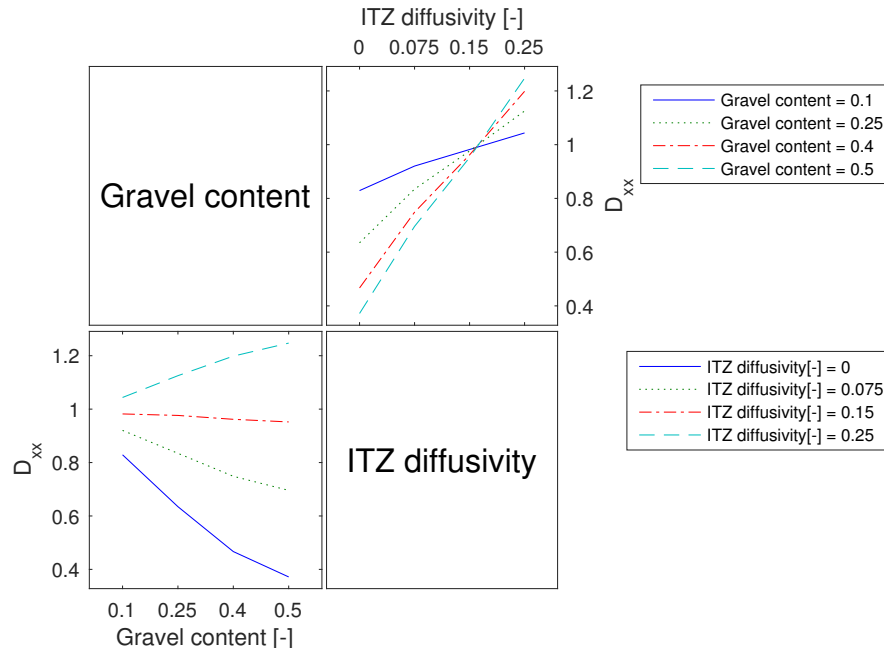 ITZ diffusivity [-]
0 0.075 0.15 0.25
Gravel content
1.2
1
0.8
0.6
0.4
D_xx
Gravel content = 0.1
Gravel content = 0.25
Gravel content = 0.4
Gravel content = 0.5
1.2
1
0.8
0.6
0.4
D_xx
ITZ diffusivity
ITZ diffusivity[-] = 0
ITZ diffusivity[-] = 0.075
ITZ diffusivity[-] = 0.15
ITZ diffusivity[-] = 0.25
0.1 0.25 0.4 0.5
Gravel content [-]